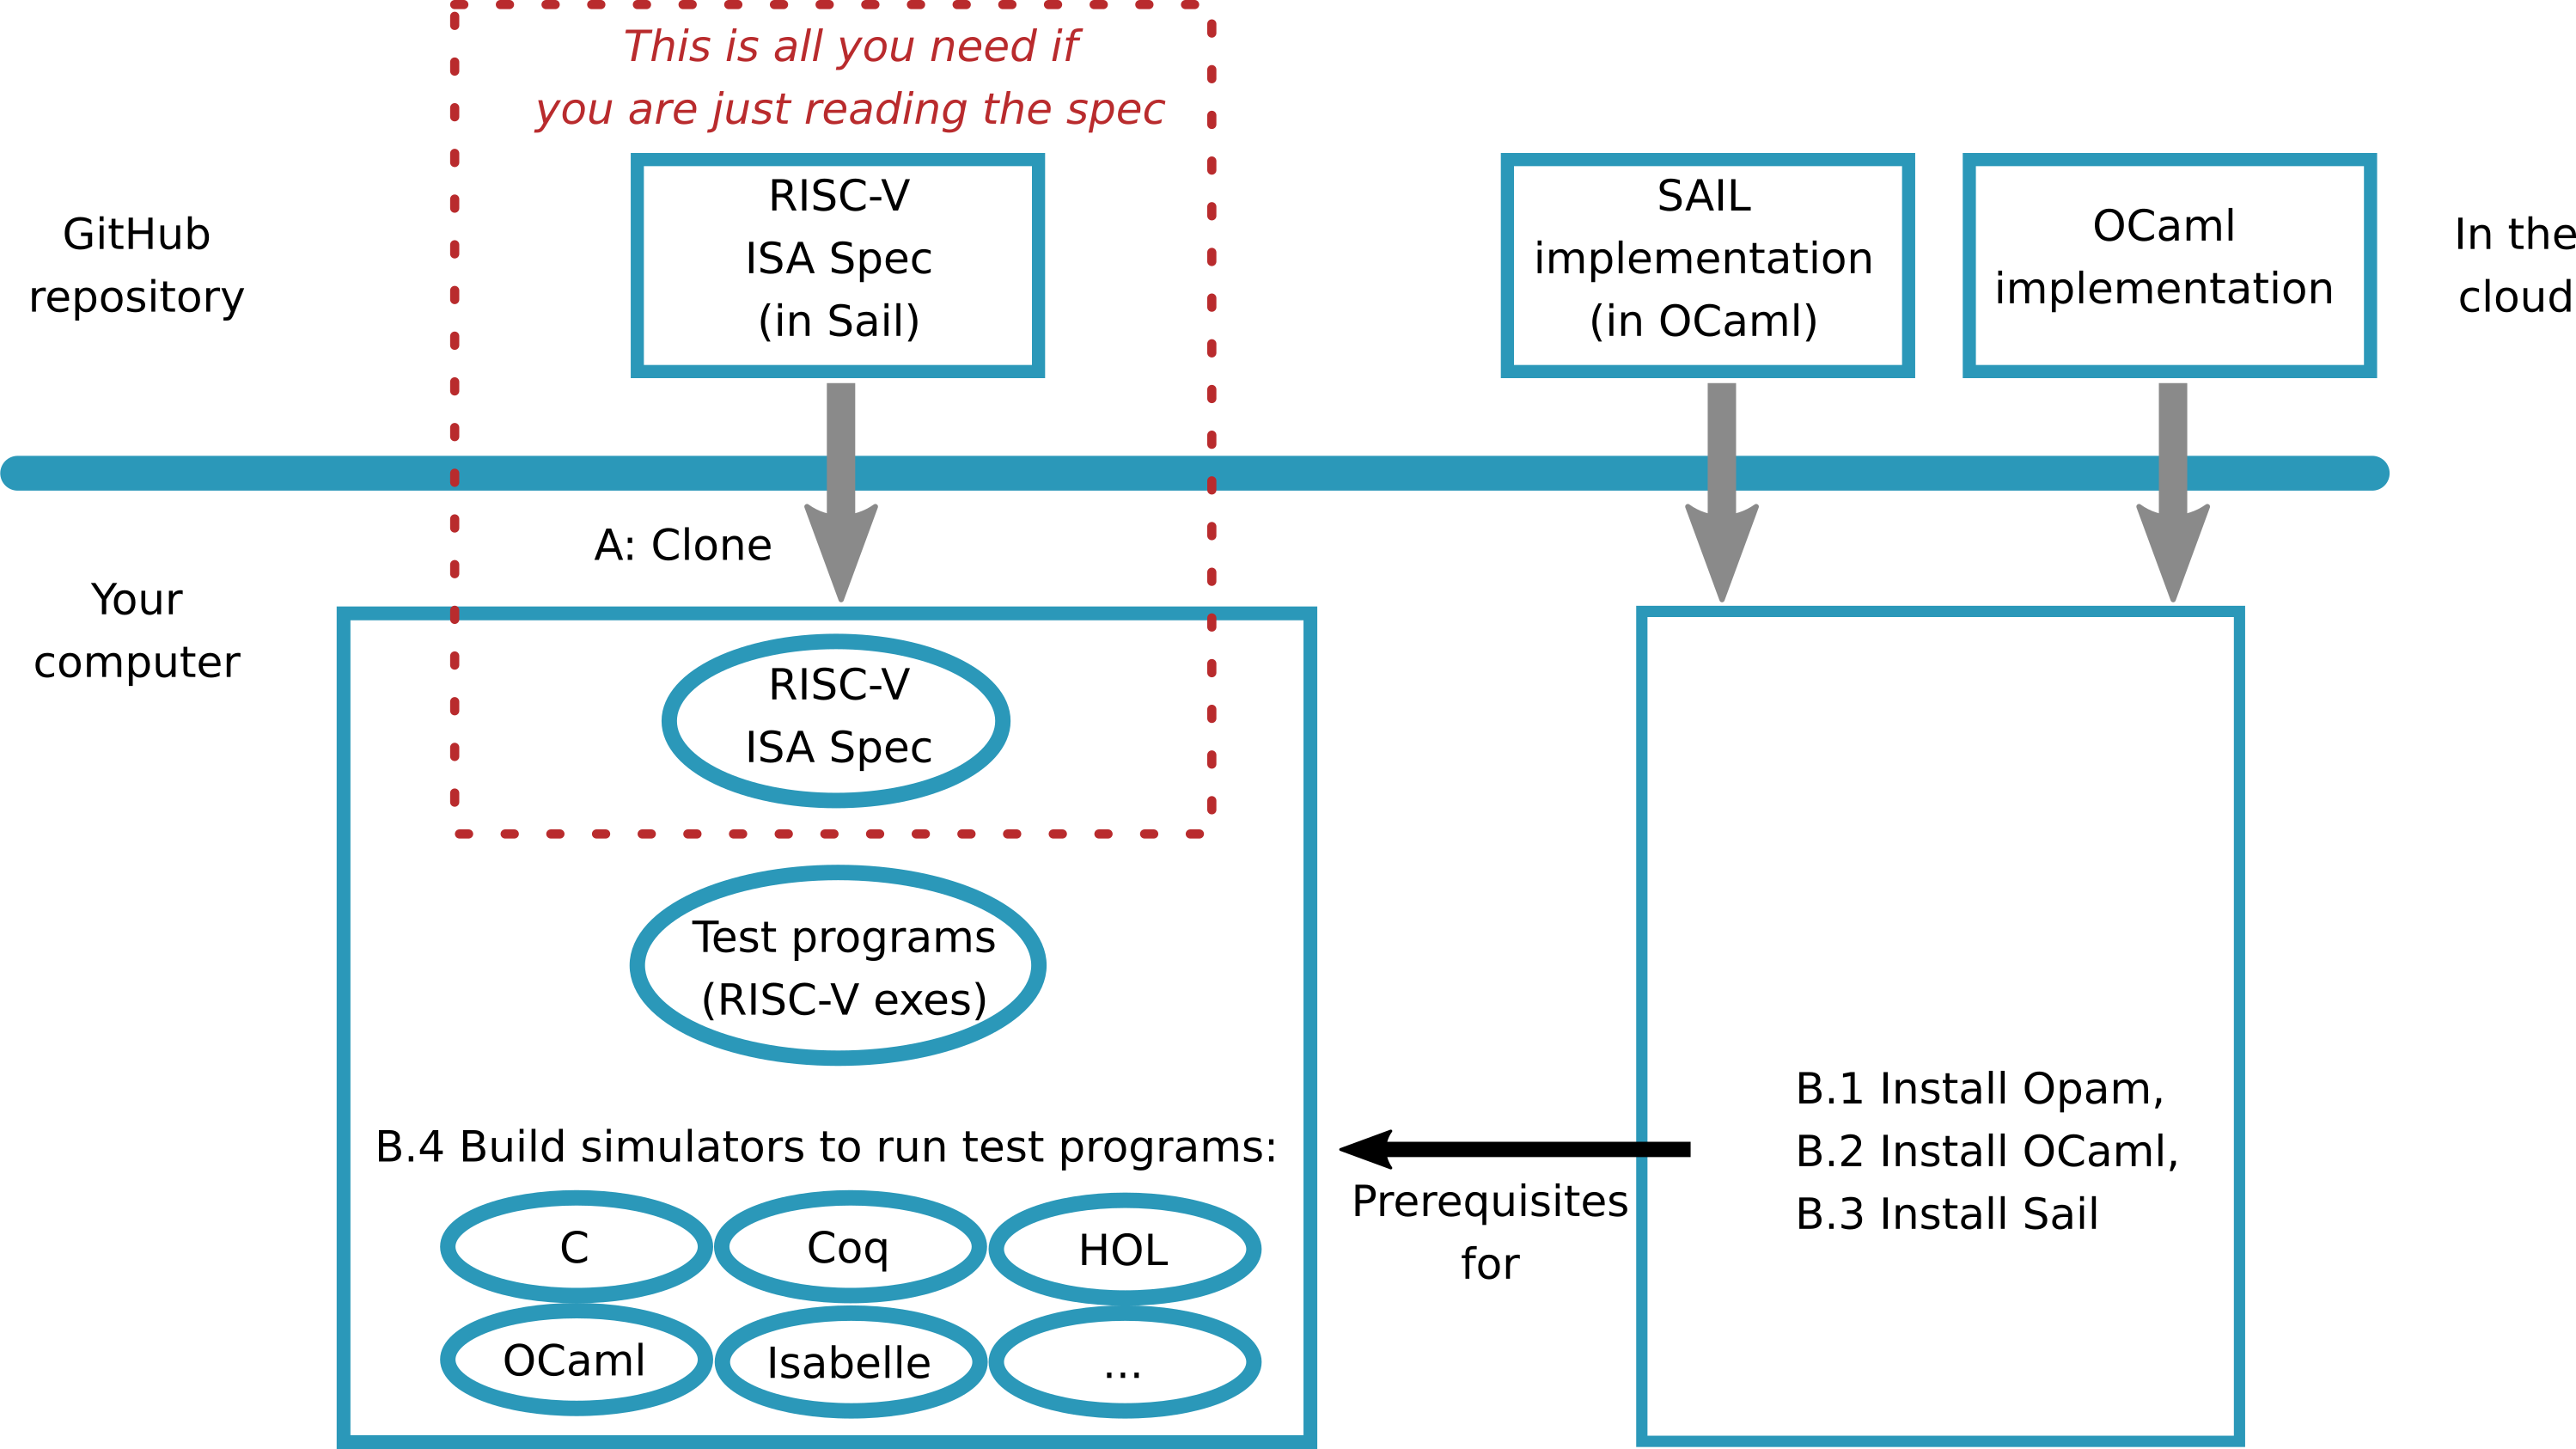 This is all you need if
you are just reading the spec
GitHub
repository
RISC-V
ISA Spec
(in Sail)
SAIL
implementation
(in OCaml)
OCaml
implementation
In the
cloud
A: Clone
Your
computer
RISC-V
ISA Spec
Test programs
(RISC-V exes)
B.4 Build simulators to run test programs:
C
Coq
HOL
OCaml
Isabelle
...
Prerequisites
for
B.1 Install Opam,
B.2 Install OCaml,
B.3 Install Sail